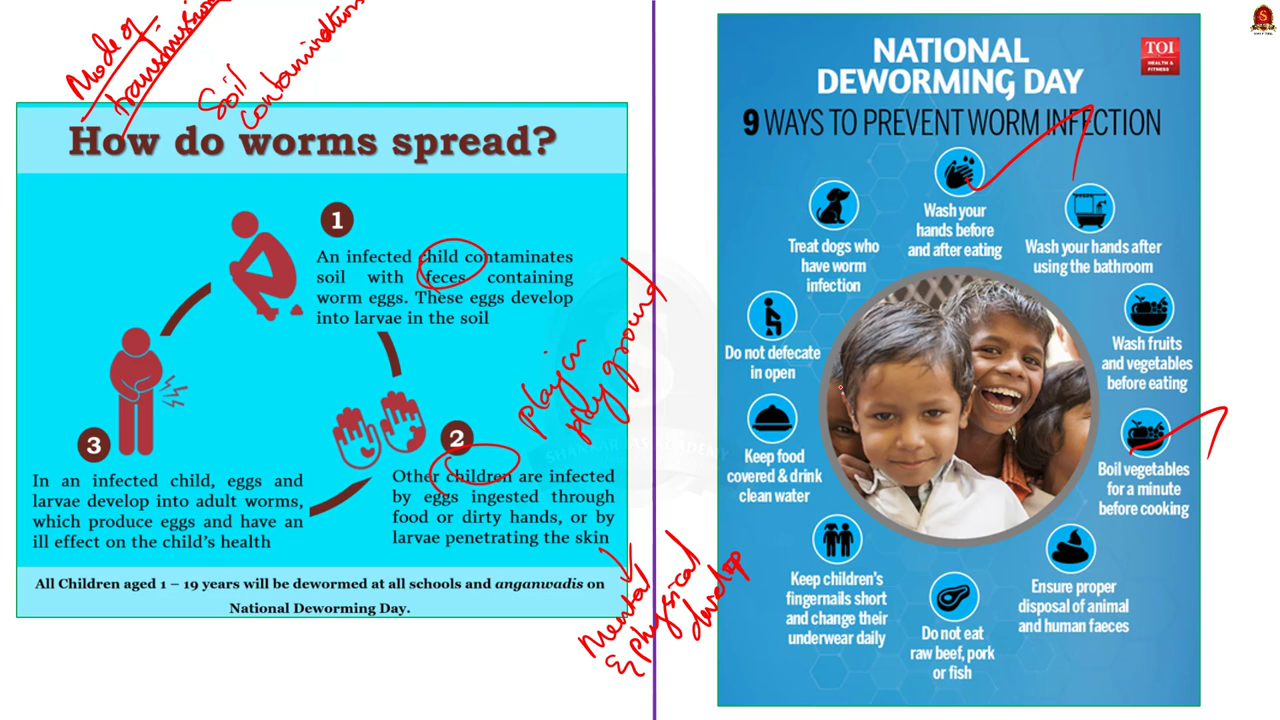 Mode of
transmission
Soil
contamination
How do worms spread?
1
An infected child contaminates
soil with feces containing
worm eggs. These eggs develop
into larvae in the soil
play on
play ground
2
Other children are infected
by eggs ingested through
food or dirty hands, or by
larvae penetrating the skin
3
In an infected child, eggs and
larvae develop into adult worms,
which produce eggs and have an
ill effect on the child's health
All Children aged 1 – 19 years will be dewormed at all schools and anganwadis on
National Deworming Day.
Mental
& physical
develop
NATIONAL
DEWORMING DAY
TOI
HEALTH &
FITNESS
9 WAYS TO PREVENT WORM INFECTION
Wash your
hands before
and after eating
Wash your hands after
using the bathroom
Wash fruits
and vegetables
before eating
Boil vegetables
for a minute
before cooking
Ensure proper
disposal of animal
and human faeces
Do not eat
raw beef, pork
or fish
Keep children's
fingernails short
and change their
underwear daily
Keep food
covered & drink
clean water
Do not defecate
in open
Treat dogs who
have worm
infection